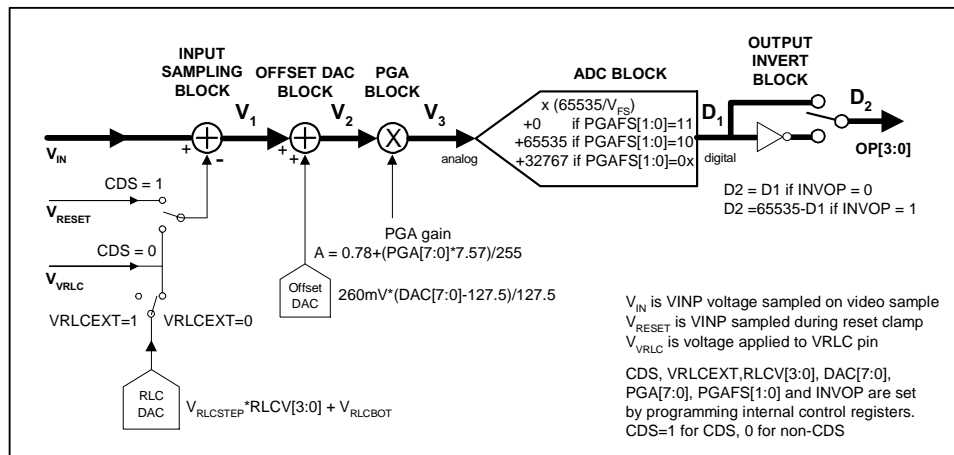 INPUT
SAMPLING
BLOCK
OFFSET DAC
BLOCK
PGA
BLOCK
ADC BLOCK
OUTPUT
INVERT
BLOCK
V1
V2
V3
D1
D2
x (65535/VFS)
+0 if PGAFS[1:0]=11
+65535 if PGAFS[1:0]=10
+32767 if PGAFS[1:0]=0x
+
-
+
+
+
+
X
analog
digital
VIN
OP[3:0]
CDS = 1
VRESET
D2 = D1 if INVOP = 0
D2 =65535-D1 if INVOP = 1
PGA gain
A = 0.78+(PGA[7:0]*7.57)/255
CDS = 0
VVRLC
Offset
DAC
260mV*(DAC[7:0]-127.5)/127.5
VRLCEXT=1
VRLCEXT=0
VIN is VINP voltage sampled on video sample
VRESET is VINP sampled during reset clamp
VVRLC is voltage applied to VRLC pin
CDS, VRLCEXT,RLCV[3:0], DAC[7:0],
PGA[7:0], PGAFS[1:0] and INVOP are set
by programming internal control registers.
CDS=1 for CDS, 0 for non-CDS
RLC
DAC
VRLCSTEP*RLCV[3:0] + VRLCBOT